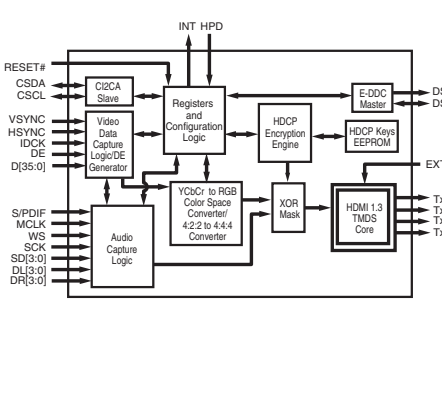 INT HPD
RESET#
CSDA
CSCL
CI2CA
Slave
Registers
and
Configuration
Logic
E-DDC
Master
VSYNC
HSYNC
IDCK
DE
D[35:0]
Video
Data
Capture
Logic/DE
Generator
HDCP
Encryption
Engine
HDCP Keys
EEPROM
EXT
S/PDIF
MCLK
WS
SCK
SD[3:0]
DL[3:0]
DR[3:0]
Audio
Capture
Logic
YCbCr to RGB
Color Space
Converter/
4:2:2 to 4:4:4
Converter
XOR
Mask
HDMI 1.3
TMDS
Core